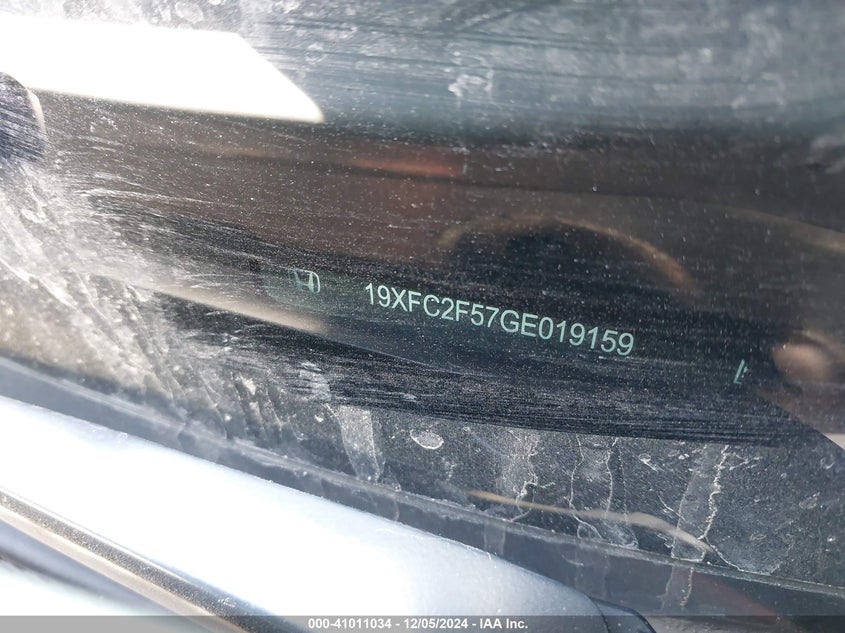 19XFC2F57GE019159
000-41011034 - 12/05/2024 - IAA Inc.